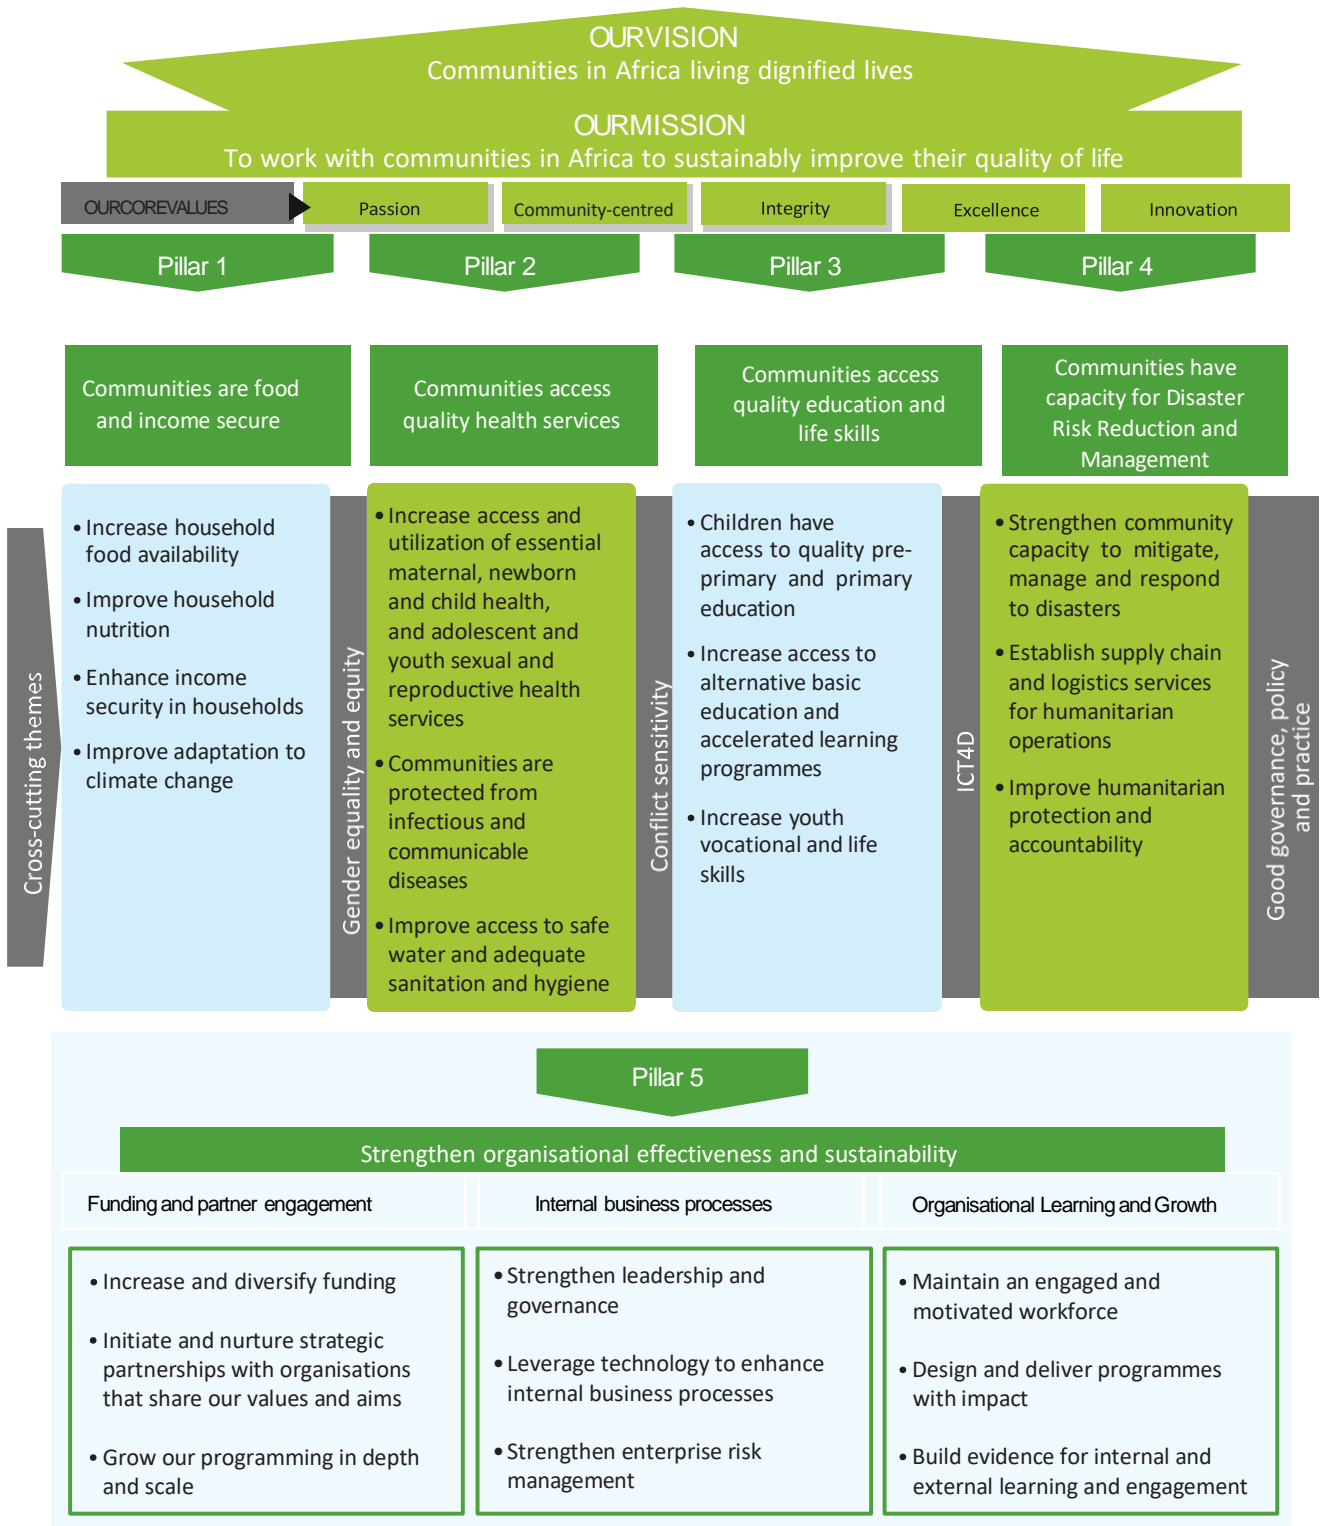 OURVISION
Communities in Africa living dignified lives
OURMISSION
To work with communities in Africa to sustainably improve their quality of life
OURCOREVALUES
Passion
Community-centred
Integrity
Excellence
Innovation
Pillar 1
Pillar 2
Pillar 3
Pillar 4
Communities are food
and income secure
Communities access
quality health services
Communities access
quality education and
life skills
Communities have
capacity for Disaster
Risk Reduction and
Management
Cross-cutting themes
• Increase household
food availability
• Improve household
nutrition
• Enhance income
security in households
• Improve adaptation to
climate change
Gender equality and equity
• Increase access and
utilization of essential
maternal, newborn
and child health,
and adolescent and
youth sexual and
reproductive health
services
• Communities are
protected from
infectious and
communicable
diseases
• Improve access to safe
water and adequate
sanitation and hygiene
Conflict sensitivity
• Children have
access to quality pre-
primary and primary
education
• Increase access to
alternative basic
education and
accelerated learning
programmes
• Increase youth
vocational and life
skills
ICT4D
• Strengthen community
capacity to mitigate,
manage and respond
to disasters
• Establish supply chain
and logistics services
for humanitarian
operations
• Improve humanitarian
protection and
accountability
Good governance, policy
and practice
Pillar 5
Strengthen organisational effectiveness and sustainability
Funding and partner engagement
Internal business processes
Organisational Learning and Growth
• Increase and diversify funding
• Initiate and nurture strategic
partnerships with organisations
that share our values and aims
• Grow our programming in depth
and scale
• Strengthen leadership and
governance
• Leverage technology to enhance
internal business processes
• Strengthen enterprise risk
management
• Maintain an engaged and
motivated workforce
• Design and deliver programmes
with impact
• Build evidence for internal and
external learning and engagement